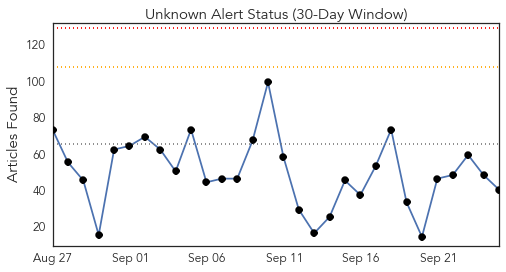 Unknown Alert Status (30-Day Window)
Articles Found
120
100
80
60
40
20
Aug 27
Sep 01
Sep 06
Sep 11
Sep 16
Sep 21